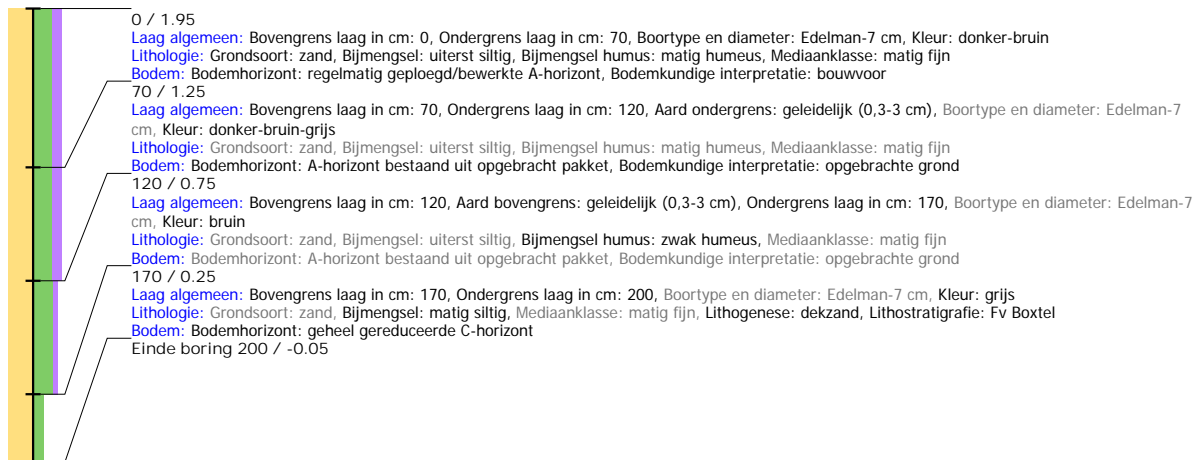 0 / 1.95
Laag algemeen: Bovengrens laag in cm: 0, Ondergrens laag in cm: 70, Boortype en diameter: Edelman-7 cm, Kleur: donker-bruin
Lithologie: Grondsoort: zand, Bijmengsel: uiterst siltig, Bijmengsel humus: matig humeus, Mediaanklasse: matig fijn
Bodem: Bodemhorizont: regelmatig geploegd/bewerkte A-horizont, Bodemkundige interpretatie: bouwvoor
70 / 1.25
Laag algemeen: Bovengrens laag in cm: 70, Ondergrens laag in cm: 120, Aard ondergrens: geleidelijk (0,3-3 cm), Boortype en diameter: Edelman-7
cm, Kleur: donker-bruin-grijs
Lithologie: Grondsoort: zand, Bijmengsel: uiterst siltig, Bijmengsel humus: matig humeus, Mediaanklasse: matig fijn
Bodem: Bodemhorizont: A-horizont bestaand uit opgebracht pakket, Bodemkundige interpretatie: opgebrachte grond
120 / 0.75
Laag algemeen: Bovengrens laag in cm: 120, Aard bovengrens: geleidelijk (0,3-3 cm), Ondergrens laag in cm: 170, Boortype en diameter: Edelman-7
cm, Kleur: bruin
Lithologie: Grondsoort: zand, Bijmengsel: uiterst siltig, Bijmengsel humus: zwak humeus, Mediaanklasse: matig fijn
Bodem: Bodemhorizont: A-horizont bestaand uit opgebracht pakket, Bodemkundige interpretatie: opgebrachte grond
170 / 0.25
Laag algemeen: Bovengrens laag in cm: 170, Ondergrens laag in cm: 200, Boortype en diameter: Edelman-7 cm, Kleur: grijs
Lithologie: Grondsoort: zand, Bijmengsel: matig siltig, Mediaanklasse: matig fijn, Lithogenese: dekzand, Lithostratigrafie: Fv Boxtel
Bodem: Bodemhorizont: geheel gereduceerde C-horizont
Einde boring 200 / -0.05